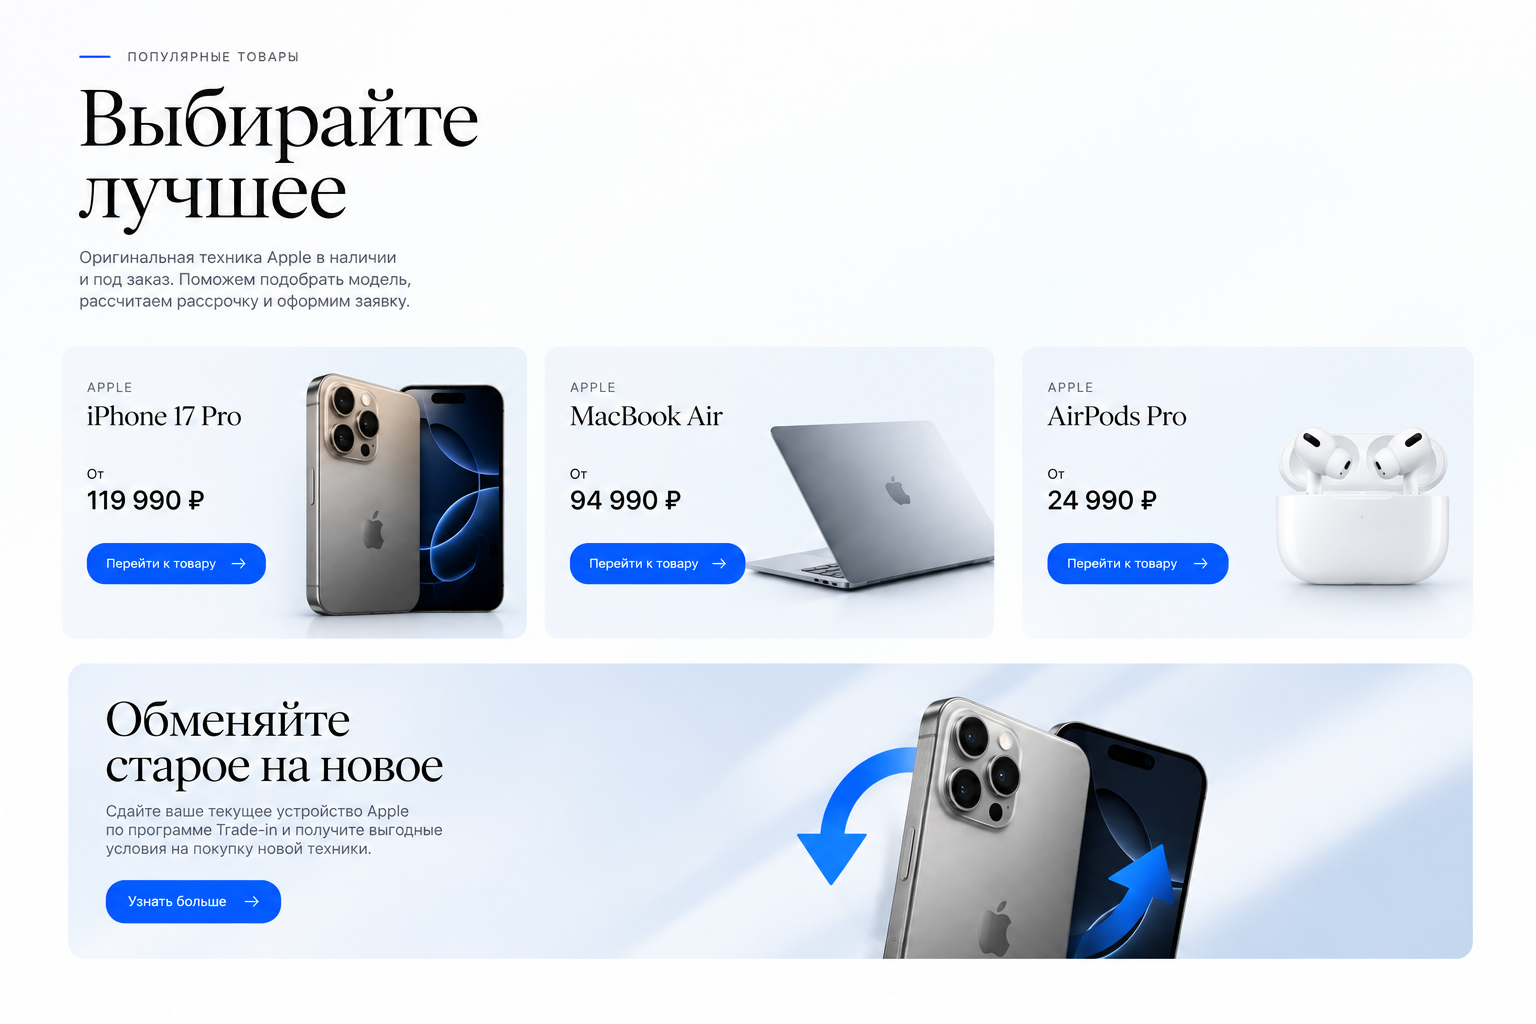 ПОПУЛЯРНЫЕ ТОВАРЫ
Выбирайте
лучшее
Оригинальная техника Apple в наличии
и под заказ. Поможем подобрать модель,
рассчитаем рассрочку и оформим заявку.
APPLE
iPhone 17 Pro
От
119 990 ₽
Перейти к товару →
APPLE
MacBook Air
От
94 990 ₽
Перейти к товару →
APPLE
AirPods Pro
От
24 990 ₽
Перейти к товару →
Обменяйте
старое на новое
Сдайте ваше текущее устройство Apple
по программе Trade-in и получите выгодные
условия на покупку новой техники.
Узнать больше →